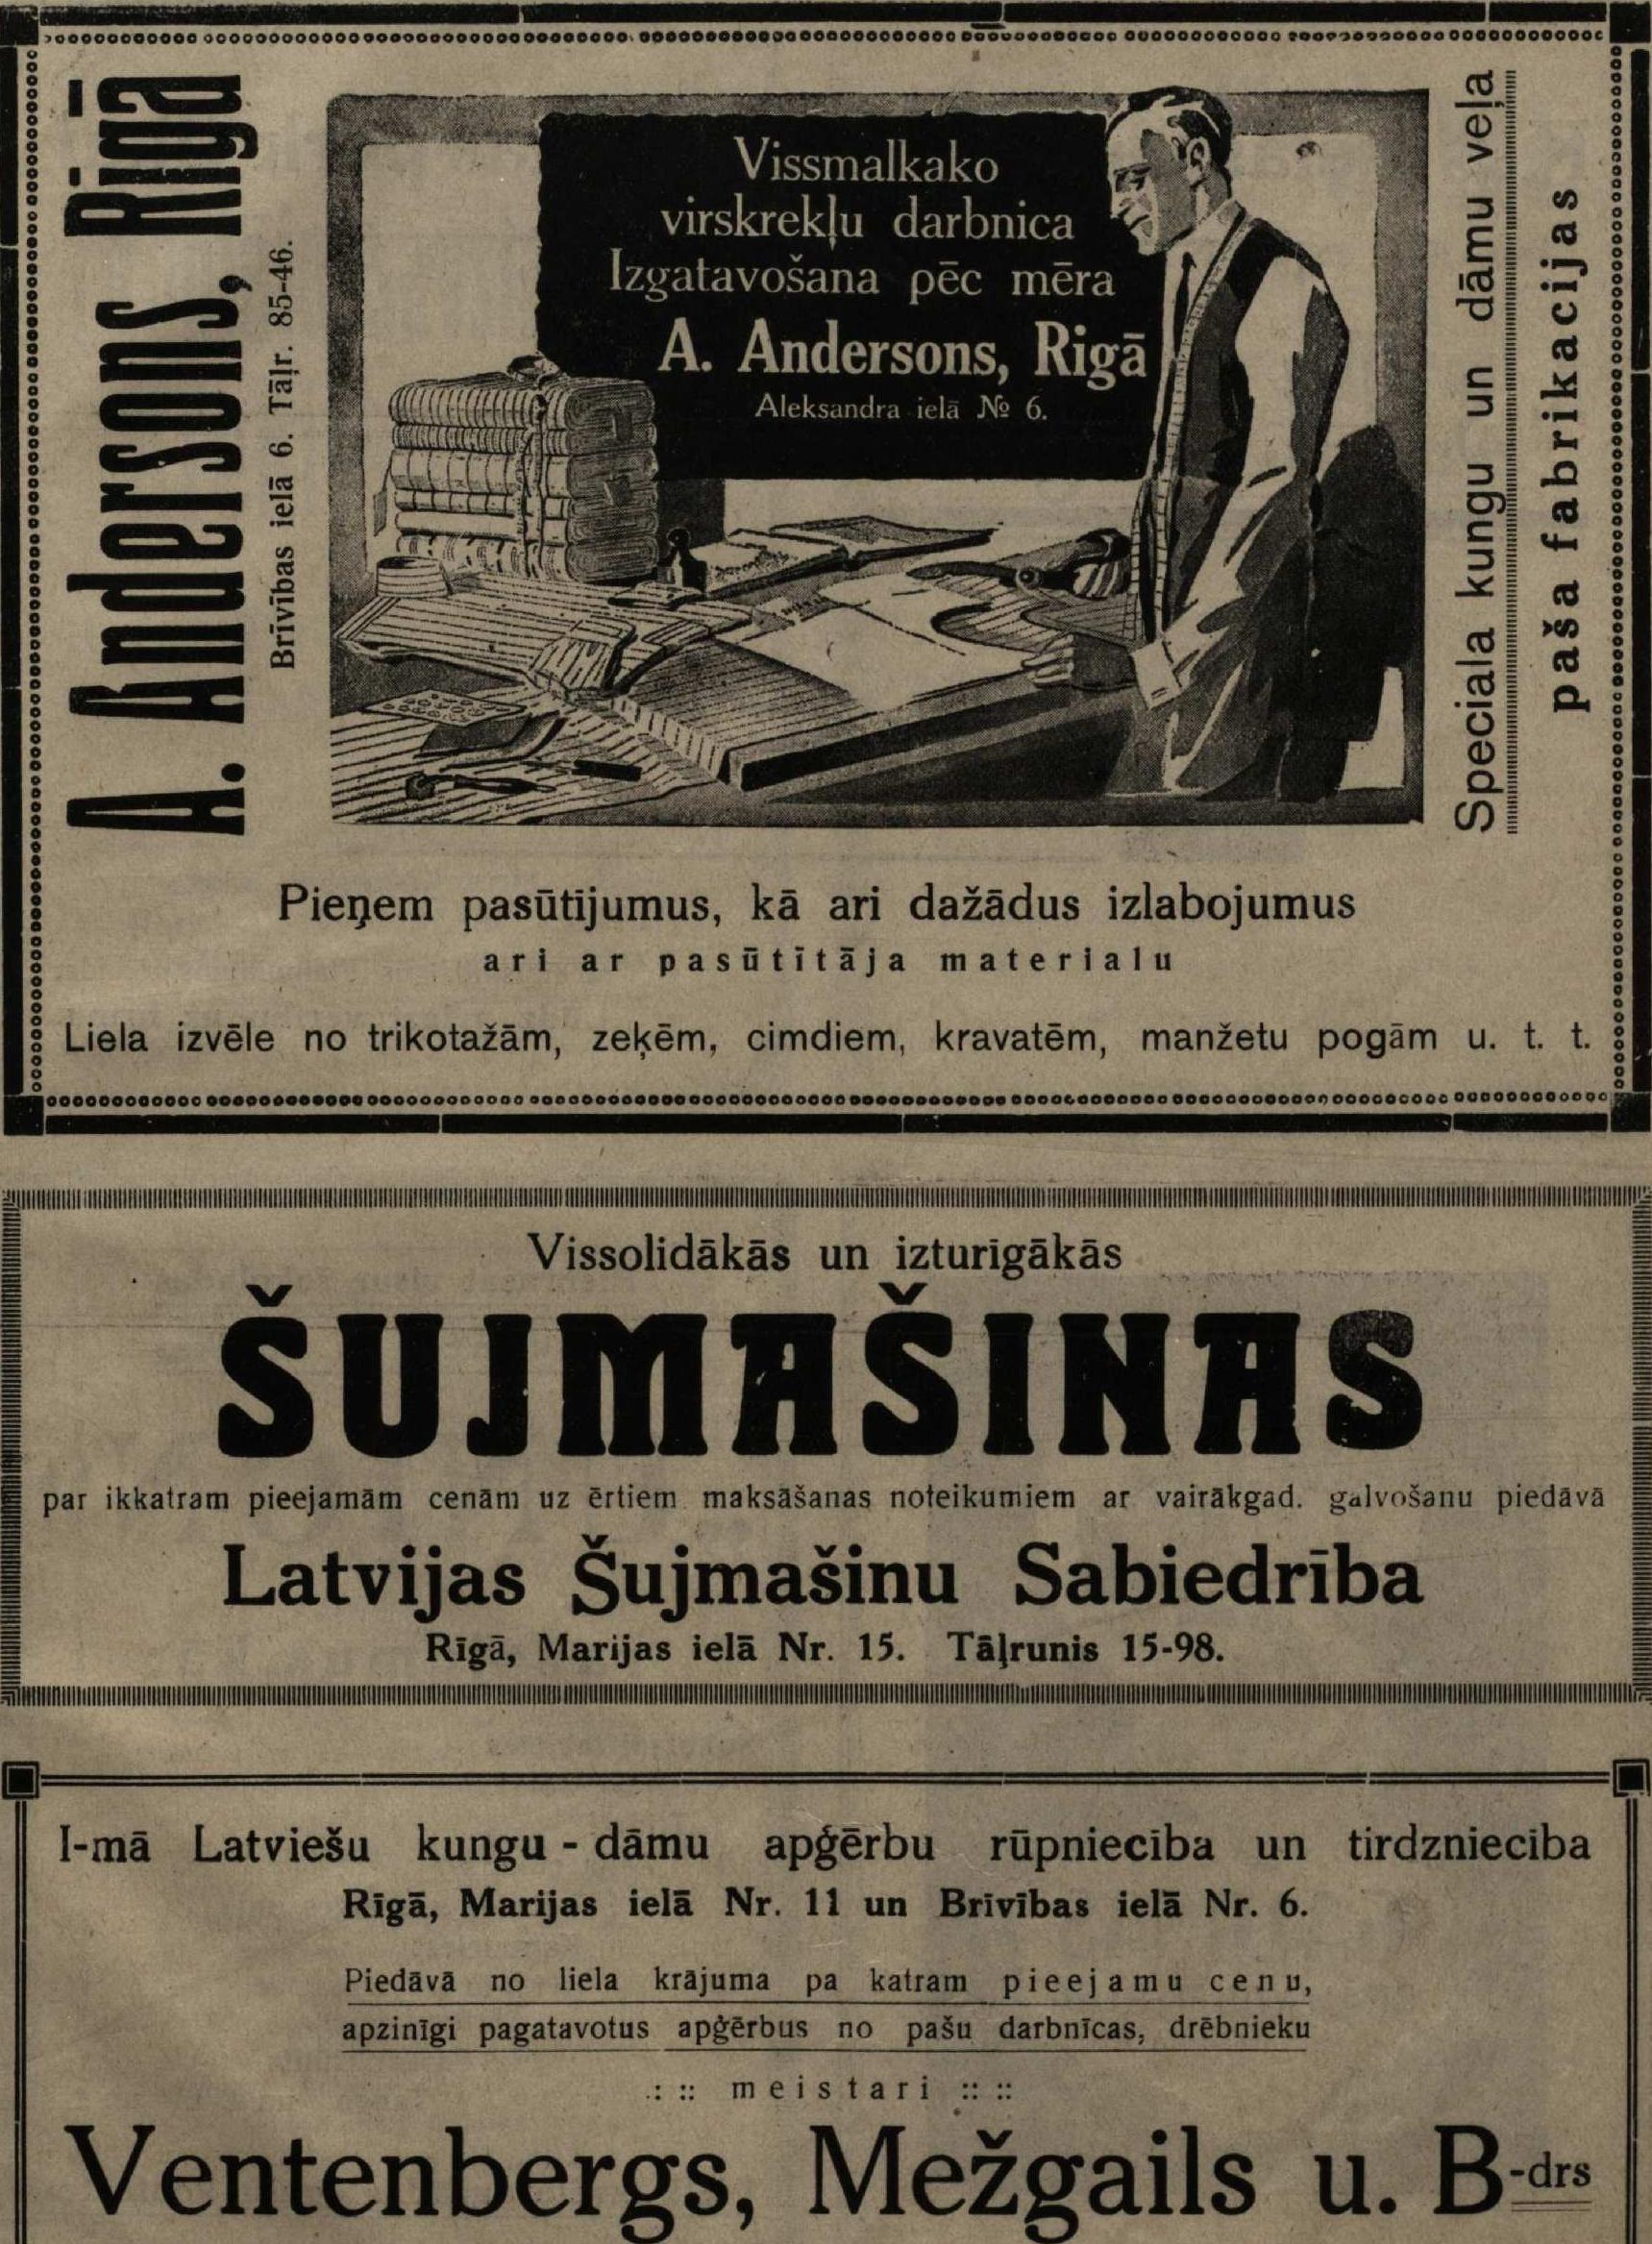 A. Andersons, Rīgā
Brīvības ielā 6. Tāļr. 85-46.
Vissmalkako
virskrekļu darbnica
Izgatavošana pēc mēra
A. Andersons, Rigā
Aleksandra ielā № 6.
Speciala kungu un dāmu veļa
paša fabrikacijas
Pieņem pasūtijumus, kā ari dažādus izlabojumus
ari ar pasūtītāja materialu
Liela izvēle no trikotažām, zeķēm, cimdiem, kravatēm, manžetu pogām u. t. t.
Vissolidākās un izturīgākās
ŠUJMAŠINAS
par ikkatram pieejamām cenām uz ērtiem maksāšanas noteikumiem ar vairākgad. galvošanu piedāvā
Latvijas Šujmašinu Sabiedrība
Rīgā, Marijas ielā Nr. 15. Tāļrunis 15-98.
I-mā Latviešu kungu - dāmu apģērbu rūpniecība un tirdzniecība
Rīgā, Marijas ielā Nr. 11 un Brīvības ielā Nr. 6.
Piedāvā no liela krājuma pa katram pieejamu cenu,
apzinīgi pagatavotus apģērbus no pašu darbnīcas, drēbnieku
.: :: meistari :: ::
Ventenbergs, Mežgails u. B-drs